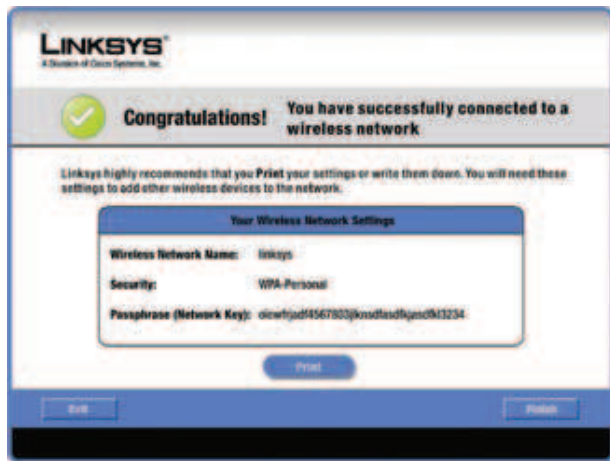 LINKSYS®
A Division of Cisco Systems, Inc.
Congratulations!
You have successfully connected to a
wireless network
Linksys highly recommends that you Print your settings or write them down. You will need these
settings to add other wireless devices to the network.
Your Wireless Network Settings
Wireless Network Name: linksys
Security: WPA-Personal
Passphrase (Network Key):
Print
Exit
Finish